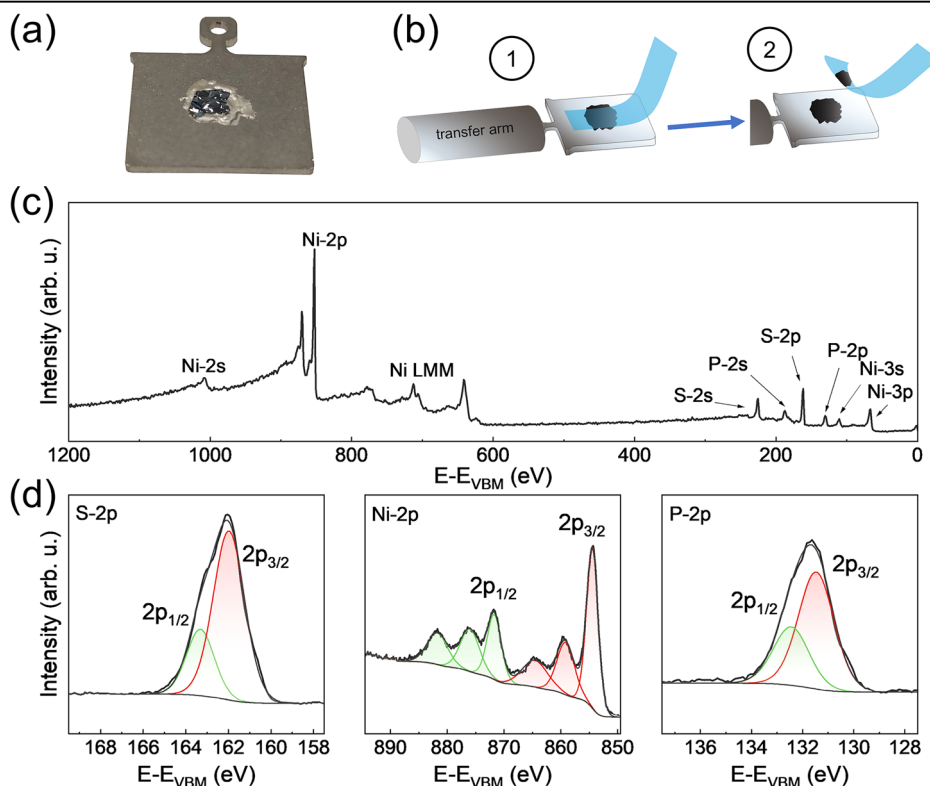 (a)
(b)
1
2
transfer arm
(c)
Intensity (arb. u.)
Ni-2s
Ni-2p
Ni LMM
S-2s
P-2s
S-2p
P-2p
Ni-3s
Ni-3p
1200 1000 800 600 400 200 0
E-E_VBM (eV)
(d)
Intensity (arb. u.)
S-2p
2p1/2
2p3/2
168 166 164 162 160 158
E-E_VBM (eV)
Ni-2p
2p1/2
2p3/2
890 880 870 860 850
E-E_VBM (eV)
P-2p
2p1/2
2p3/2
136 134 132 130 128
E-E_VBM (eV)